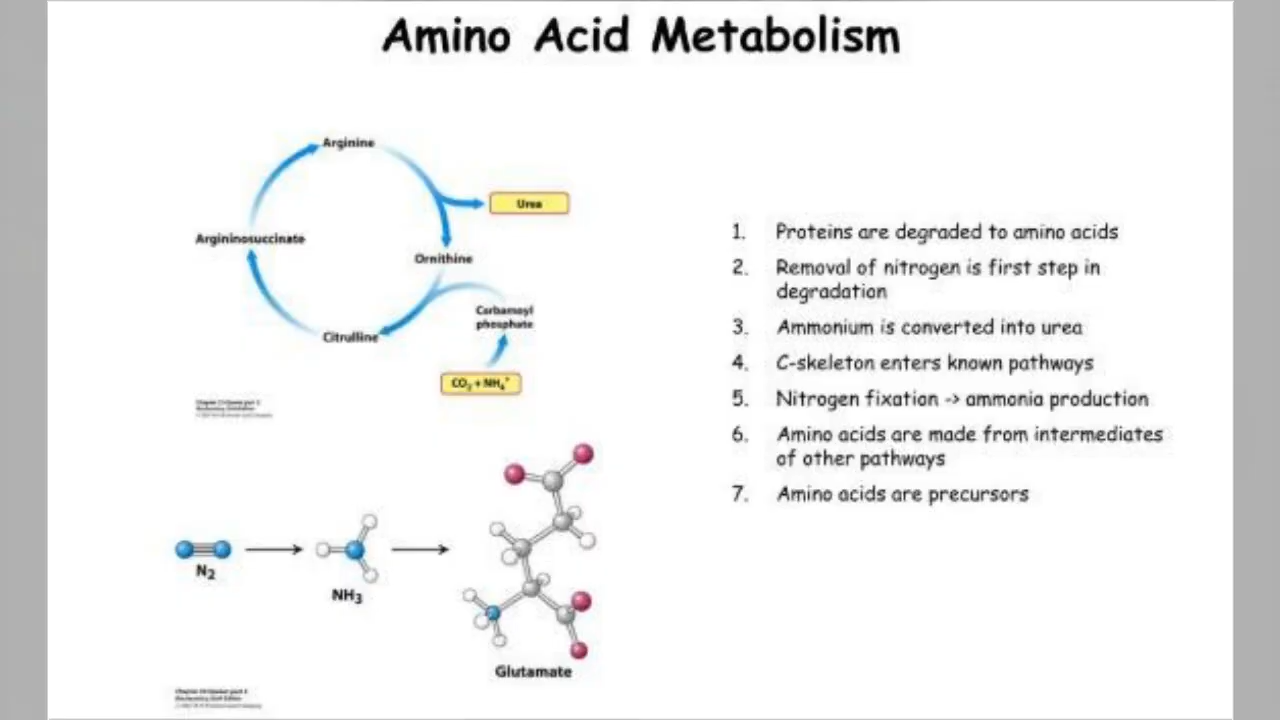 Amino Acid Metabolism
Arginine
Urea
Argininosuccinate
Ornithine
Carbamoyl
phosphate
Citrulline
CO2 + NH4+
1. Proteins are degraded to amino acids
2. Removal of nitrogen is first step in
degradation
3. Ammonium is converted into urea
4. C-skeleton enters known pathways
5. Nitrogen fixation -> ammonia production
6. Amino acids are made from intermediates
of other pathways
7. Amino acids are precursors
N2
NH3
Glutamate